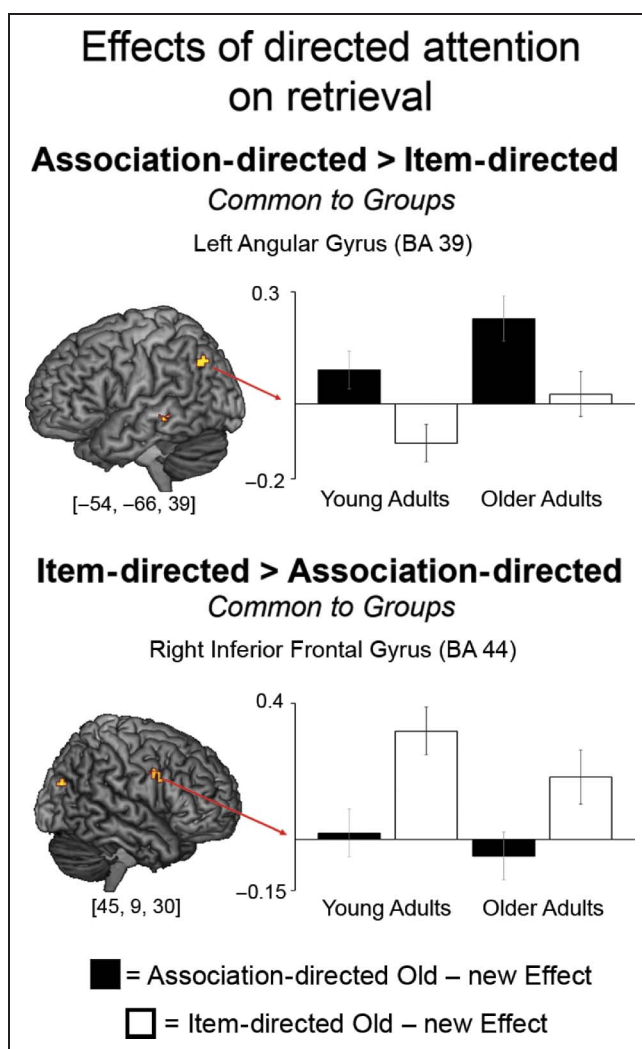 Effects of directed attention
on retrieval
Association-directed > Item-directed
Common to Groups
Left Angular Gyrus (BA 39)
0.3
−0.2
Young Adults Older Adults
[−54, −66, 39]
Item-directed > Association-directed
Common to Groups
Right Inferior Frontal Gyrus (BA 44)
0.4
−0.15
Young Adults Older Adults
[45, 9, 30]
= Association-directed Old – new Effect
= Item-directed Old – new Effect